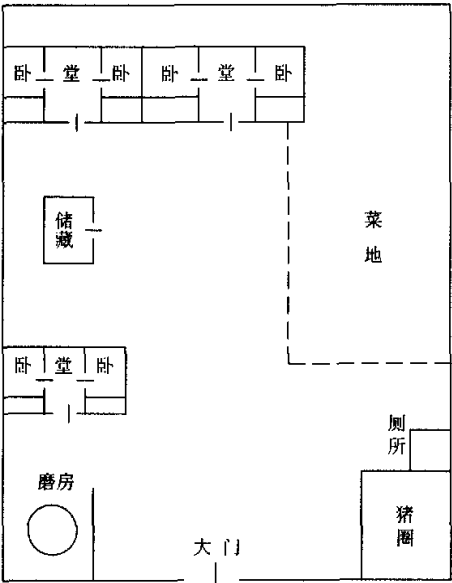 卧 堂 卧 卧 堂 卧
储藏
菜地
卧 堂 卧
厕所
磨房
猪圈
大门